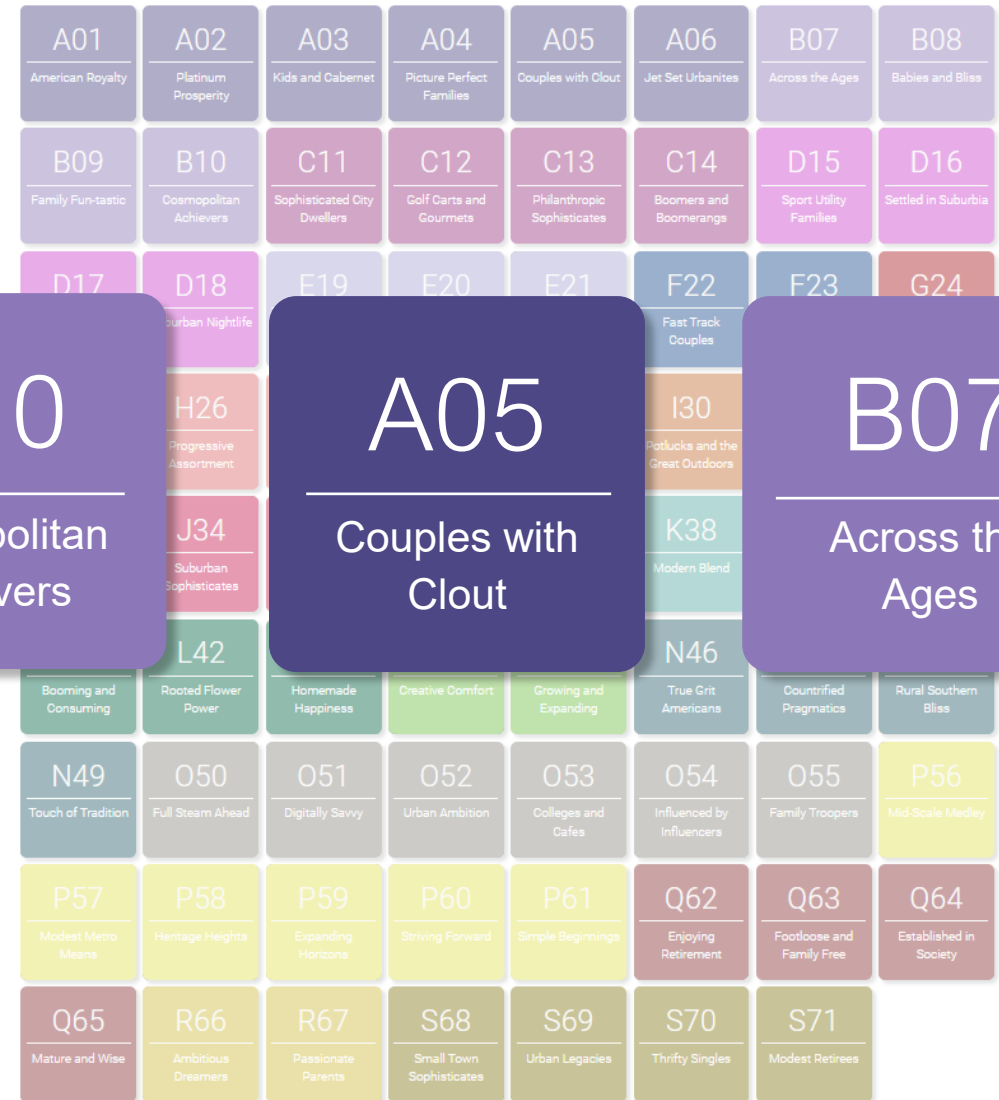 A01
American Royalty
A02
Platinum
Prosperity
A03
Kids and Cabernet
A04
Picture Perfect
Families
A05
Couples with Clout
A06
Jet Set Urbanites
B07
Across the Ages
B08
Babies and Bliss
B09
Family Fun-tastic
B10
Cosmopolitan
Achievers
C11
Sophisticated City
Dwellers
C12
Golf Carts and
Gourmets
C13
Philanthropic
Sophisticates
C14
Boomers and
Boomerangs
D15
Sport Utility
Families
D16
Settled in Suburbia
D17
D18
urban Nightlife
E19
E20
E21
F22
Fast Track
Couples
F23
G24
0
politan
vers
A05
Couples with
Clout
B07
Across th
Ages
H26
Progressive
Assortment
I30
Potlucks and the
Great Outdoors
J34
Suburban
Sophisticates
K38
Modern Blend
Booming and
Consuming
L42
Rooted Flower
Power
Homemade
Happiness
Creative Comfort
Growing and
Expanding
N46
True Grit
Americans
Countrified
Pragmatics
Rural Southern
Bliss
N49
Touch of Tradition
O50
Full Steam Ahead
O51
Digitally Savvy
O52
Urban Ambition
O53
Colleges and
Cafes
O54
Influenced by
Influencers
O55
Family Troopers
P56
Mid-Scale Medley
P57
Modest Metro
Means
P58
Heritage Heights
P59
Expanding
Horizons
P60
Striving Forward
P61
Simple Beginnings
Q62
Enjoying
Retirement
Q63
Footloose and
Family Free
Q64
Established in
Society
Q65
Mature and Wise
R66
Ambitious
Dreamers
R67
Passionate
Parents
S68
Small Town
Sophisticates
S69
Urban Legacies
S70
Thrifty Singles
S71
Modest Retirees